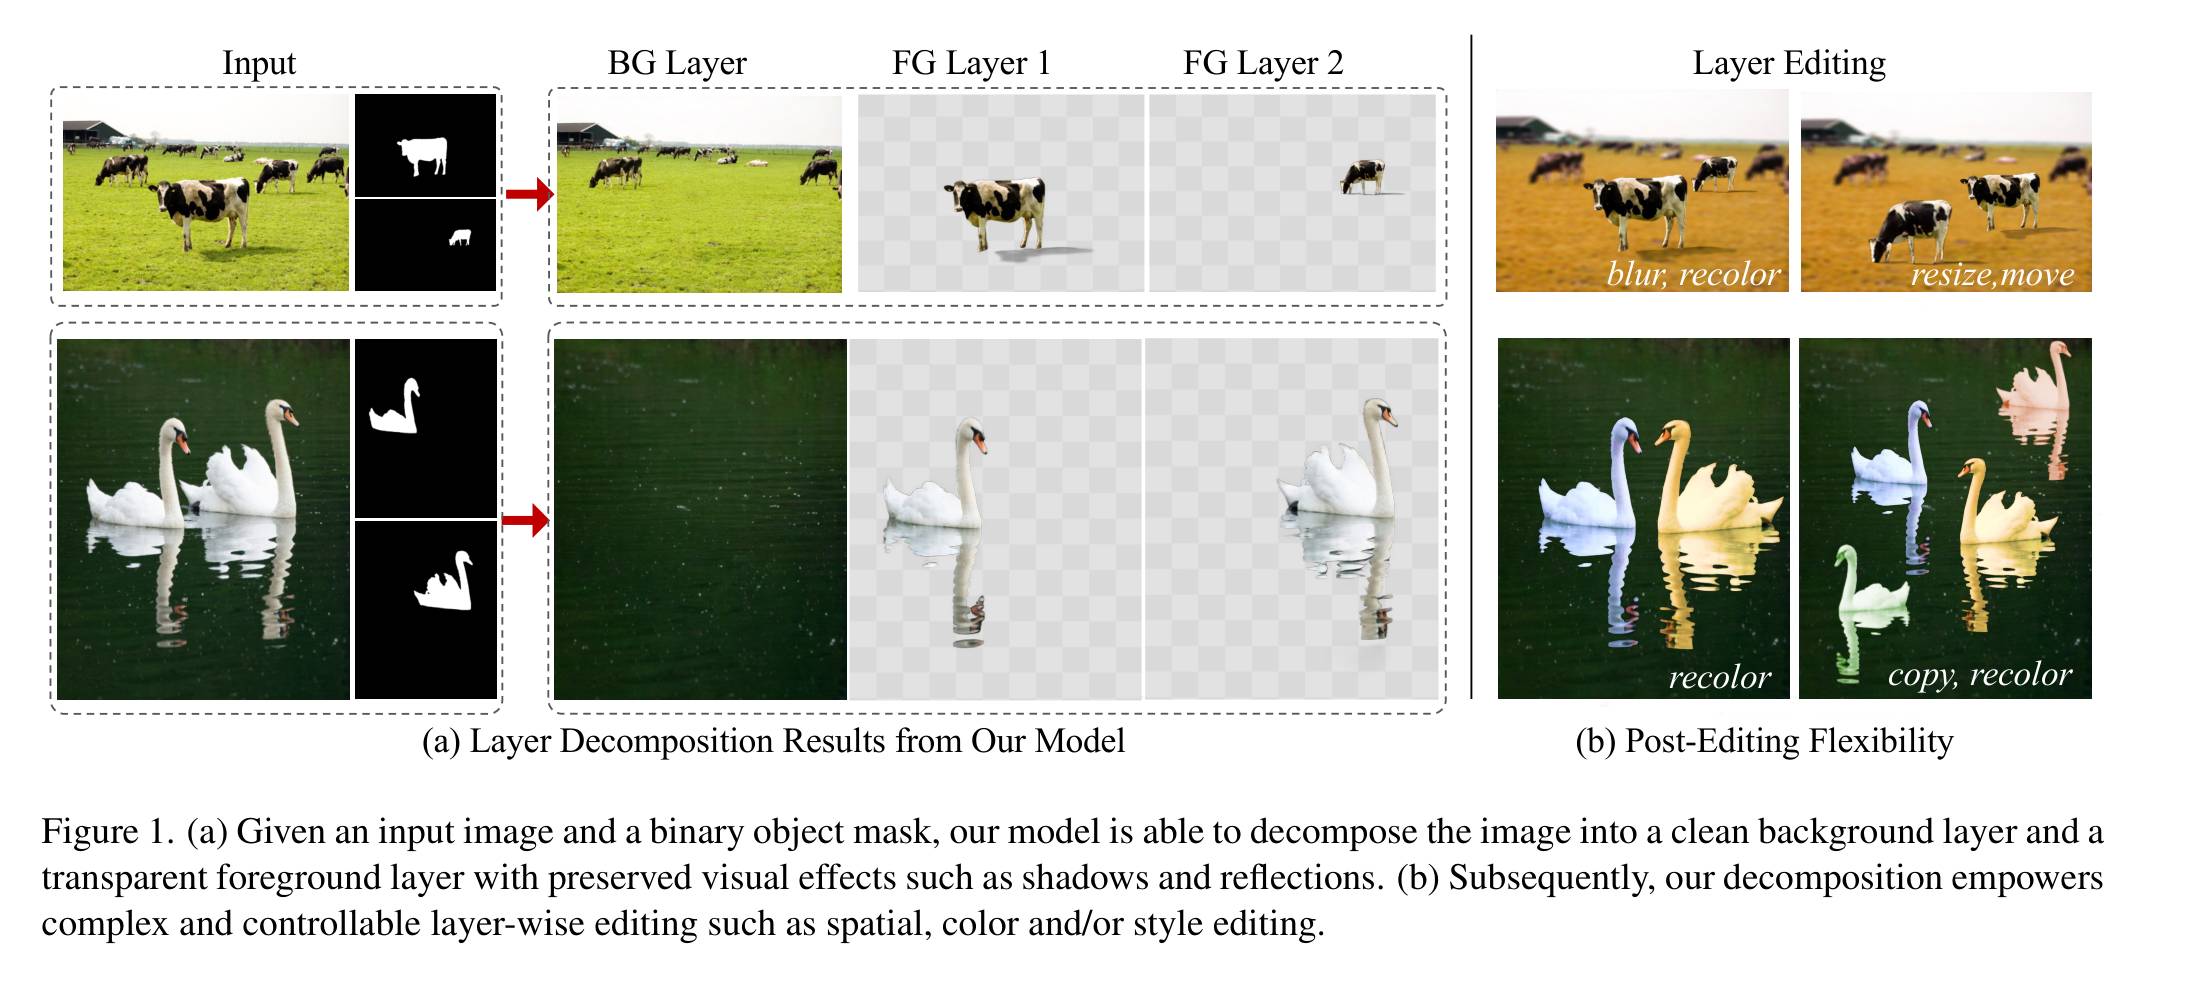 Input
BG Layer
FG Layer 1
FG Layer 2
Layer Editing
blur, recolor
resize,move
recolor
copy, recolor
(a) Layer Decomposition Results from Our Model
(b) Post-Editing Flexibility
Figure 1. (a) Given an input image and a binary object mask, our model is able to decompose the image into a clean background layer and a
transparent foreground layer with preserved visual effects such as shadows and reflections. (b) Subsequently, our decomposition empowers
complex and controllable layer-wise editing such as spatial, color and/or style editing.